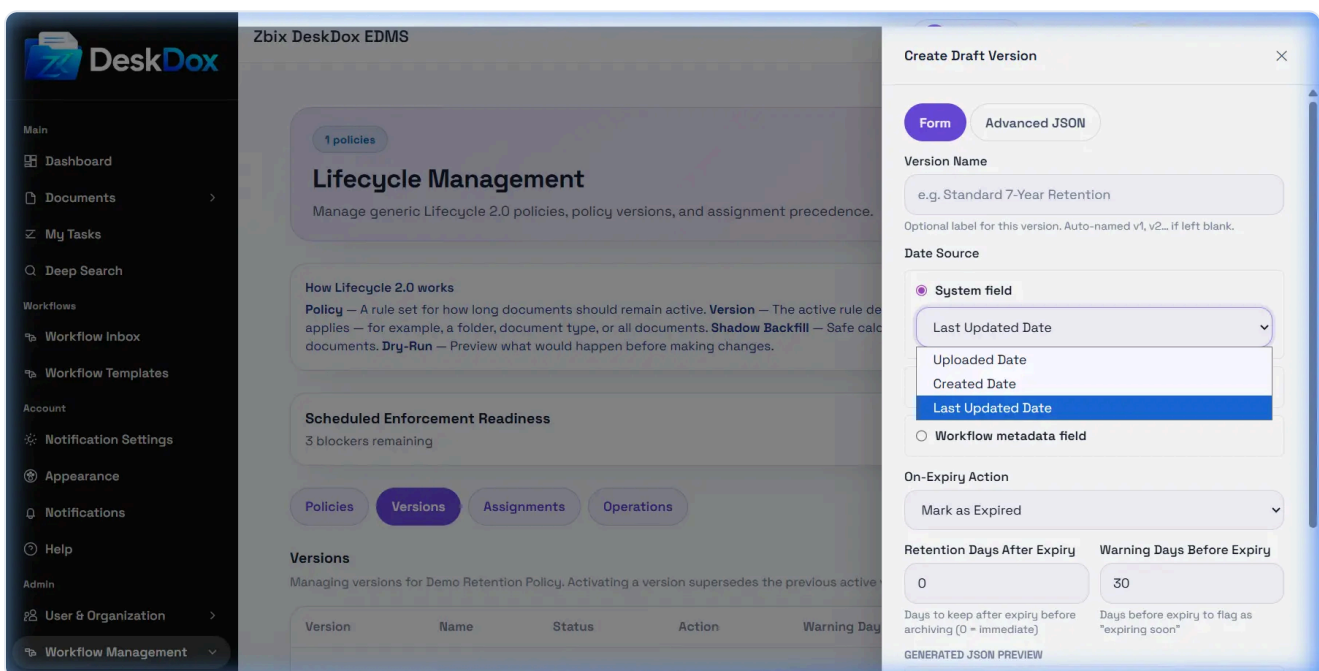 DeskDox
Main
Dashboard
Documents
My Tasks
Deep Search
Workflows
Workflow Inbox
Workflow Templates
Account
Notification Settings
Appearance
Notifications
Help
Admin
User & Organization
Workflow Management
Zbix DeskDox EDMS
1 policies
Lifecycle Management
Manage generic Lifecycle 2.0 policies, policy versions, and assignment precedence.
How Lifecycle 2.0 works
Policy — A rule set for how long documents should remain active. Version — The active rule de
applies — for example, a folder, document type, or all documents. Shadow Backfill — Safe calc
documents. Dry-Run — Preview what would happen before making changes.
Scheduled Enforcement Readiness
3 blockers remaining
Policies Versions Assignments Operations
Versions
Managing versions for Demo Retention Policy. Activating a version supersedes the previous active
Version Name Status Action Warning Day
Create Draft Version
Form Advanced JSON
Version Name
e.g. Standard 7-Year Retention
Optional label for this version. Auto-named v1, v2... if left blank.
Date Source
System field
Last Updated Date
Uploaded Date
Created Date
Last Updated Date
Workflow metadata field
On-Expiry Action
Mark as Expired
Retention Days After Expiry Warning Days Before Expiry
0 30
Days to keep after expiry before Days before expiry to flag as
archiving (0 = immediate) "expiring soon"
GENERATED JSON PREVIEW